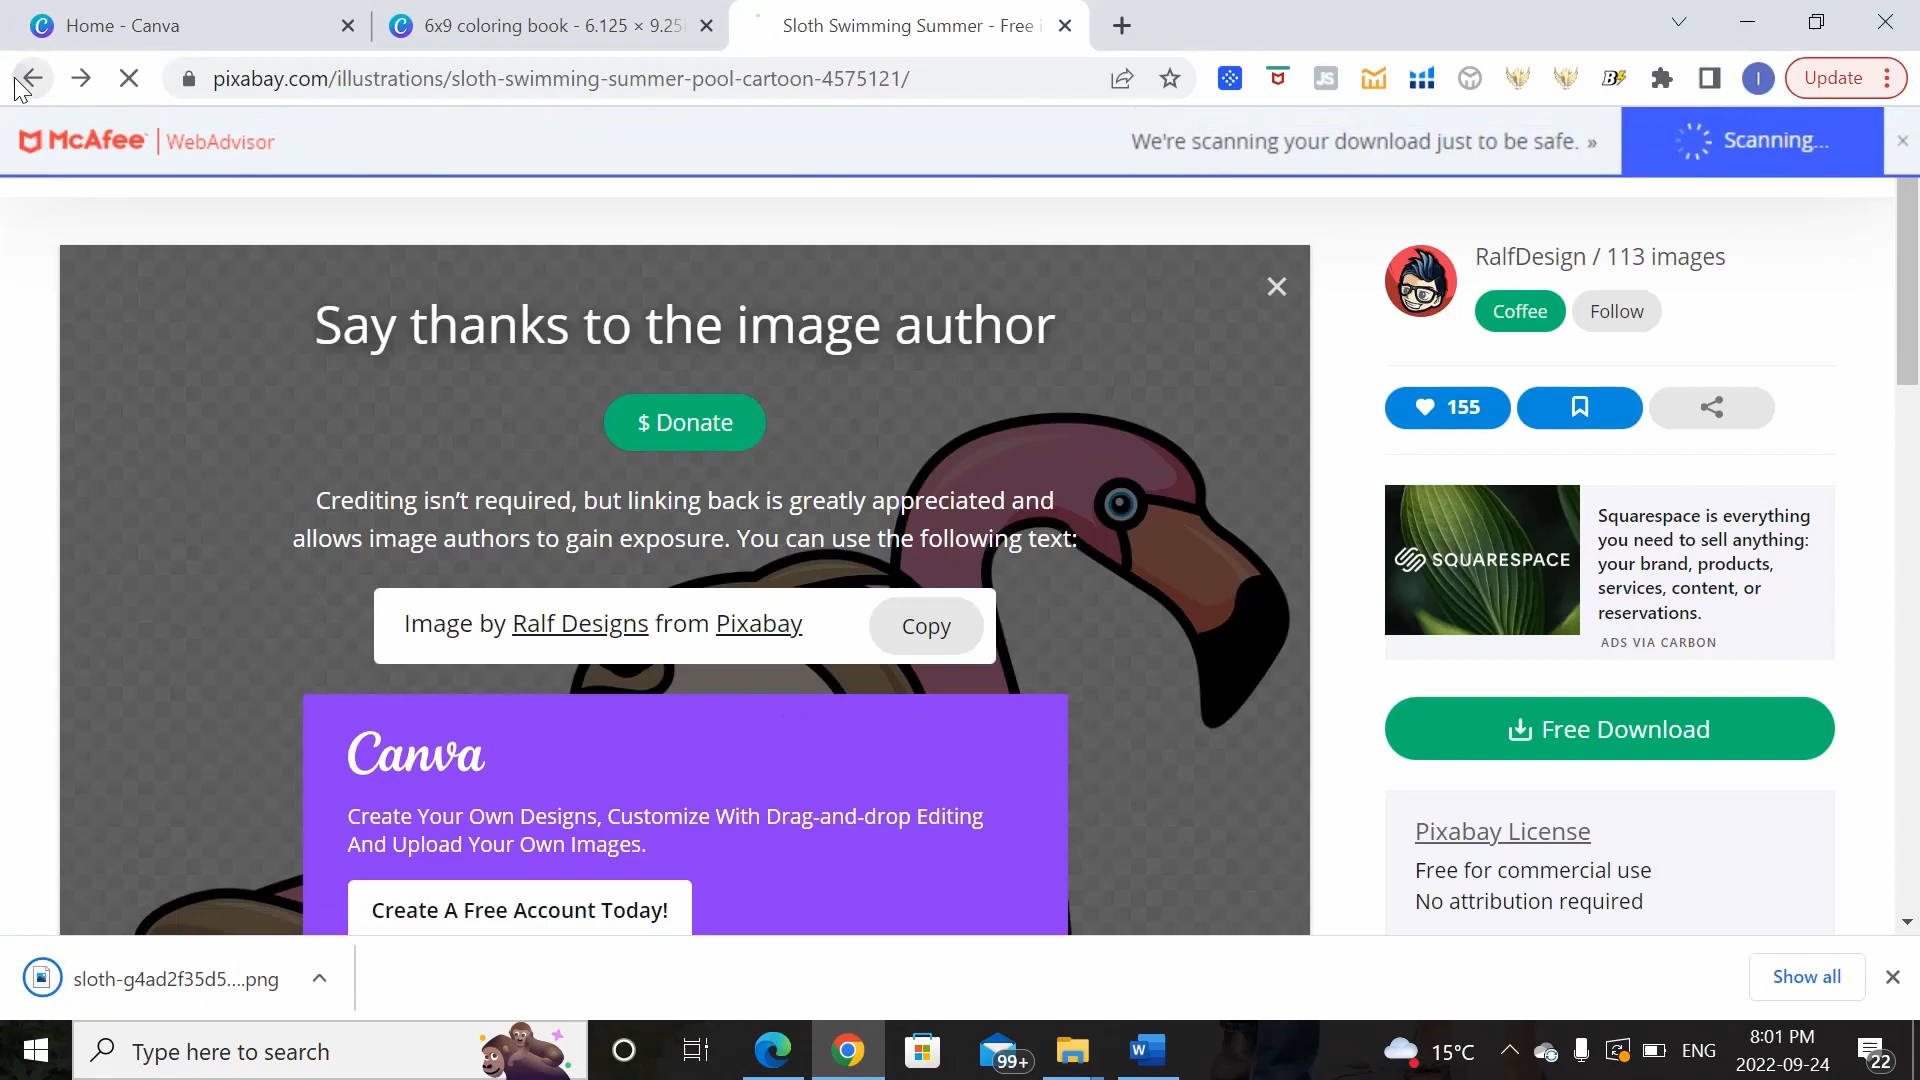 Home - Canva
6x9 coloring book - 6.125 × 9.25
Sloth Swimming Summer - Free i
pixabay.com/illustrations/sloth-swimming-summer-pool-cartoon-4575121/
JS
B
I
Update
McAfee | WebAdvisor
We're scanning your download just to be safe. »
Scanning...
Say thanks to the image author
$ Donate
Crediting isn't required, but linking back is greatly appreciated and
allows image authors to gain exposure. You can use the following text:
Image by Ralf Designs from Pixabay
Copy
Canva
Create Your Own Designs, Customize With Drag-and-drop Editing
And Upload Your Own Images.
Create A Free Account Today!
RalfDesign / 113 images
Coffee
Follow
155
SQUARESPACE
Squarespace is everything
you need to sell anything:
your brand, products,
services, content, or
reservations.
ADS VIA CARBON
Free Download
Pixabay License
Free for commercial use
No attribution required
sloth-g4ad2f35d5....png
Show all
Type here to search
99+
W
15°C
ENG
8:01 PM
2022-09-24
22